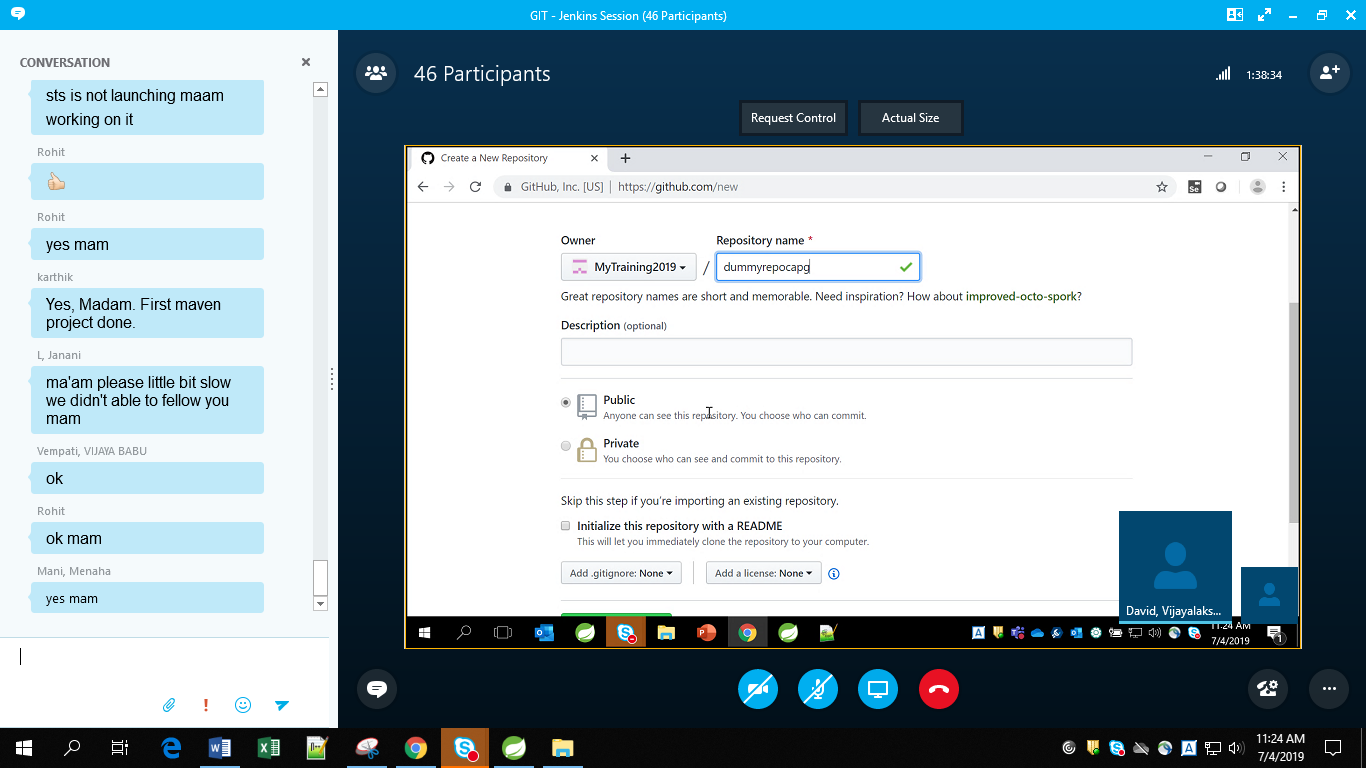 GIT - Jenkins Session (46 Participants)
CONVERSATION
sts is not launching maam
working on it
Rohit
Rohit
yes mam
karthik
Yes, Madam. First maven
project done.
L, Janani
ma'am please little bit slow
we didn't able to fellow you
mam
Vempati, VIJAYA BABU
ok
Rohit
ok mam
Mani, Menaha
yes mam
46 Participants
1:38:34
Request Control
Actual Size
Create a New Repository
GitHub, Inc. [US] | https://github.com/new
Owner
Repository name *
MyTraining2019 / dummyrepocapg
Great repository names are short and memorable. Need inspiration? How about improved-octo-spork?
Description (optional)
Public
Anyone can see this repository. You choose who can commit.
Private
You choose who can see and commit to this repository.
Skip this step if you're importing an existing repository.
Initialize this repository with a README
This will let you immediately clone the repository to your computer.
Add .gitignore: None
Add a license: None
David, Vijayalaks...
11:24 AM
7/4/2019
11:24 AM
7/4/2019